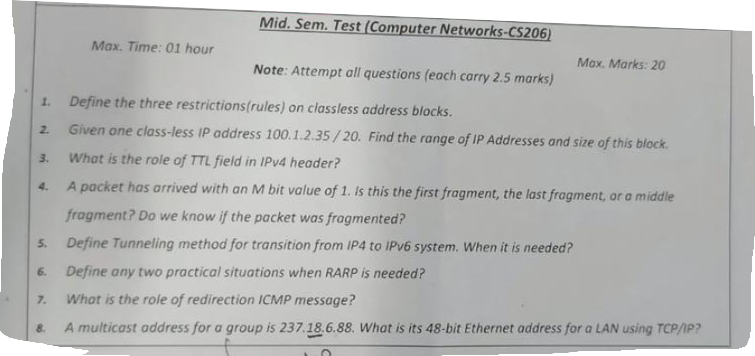 Mid. Sem. Test (Computer Networks-CS206)
Max. Time: 01 hour
Max. Marks: 20
Note: Attempt all questions (each carry 2.5 marks)
1. Define the three restrictions(rules) on classless address blocks.
2. Given one class-less IP address 100.1.2.35 / 20. Find the range of IP Addresses and size of this block.
3. What is the role of TTL field in IPv4 header?
4. A packet has arrived with an M bit value of 1. Is this the first fragment, the last fragment, or a middle
fragment? Do we know if the packet was fragmented?
5. Define Tunneling method for transition from IP4 to IPv6 system. When it is needed?
6. Define any two practical situations when RARP is needed?
7. What is the role of redirection ICMP message?
8. A multicast address for a group is 237.18.6.88. What is its 48-bit Ethernet address for a LAN using TCP/IP?